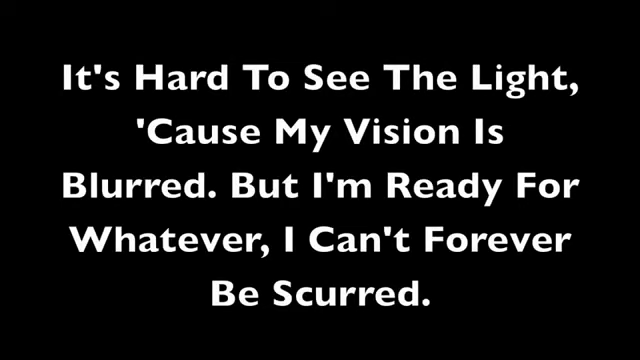 It's Hard To See The Light,
'Cause My Vision Is
Blurred. But I'm Ready For
Whatever, I Can't Forever
Be Scurred.